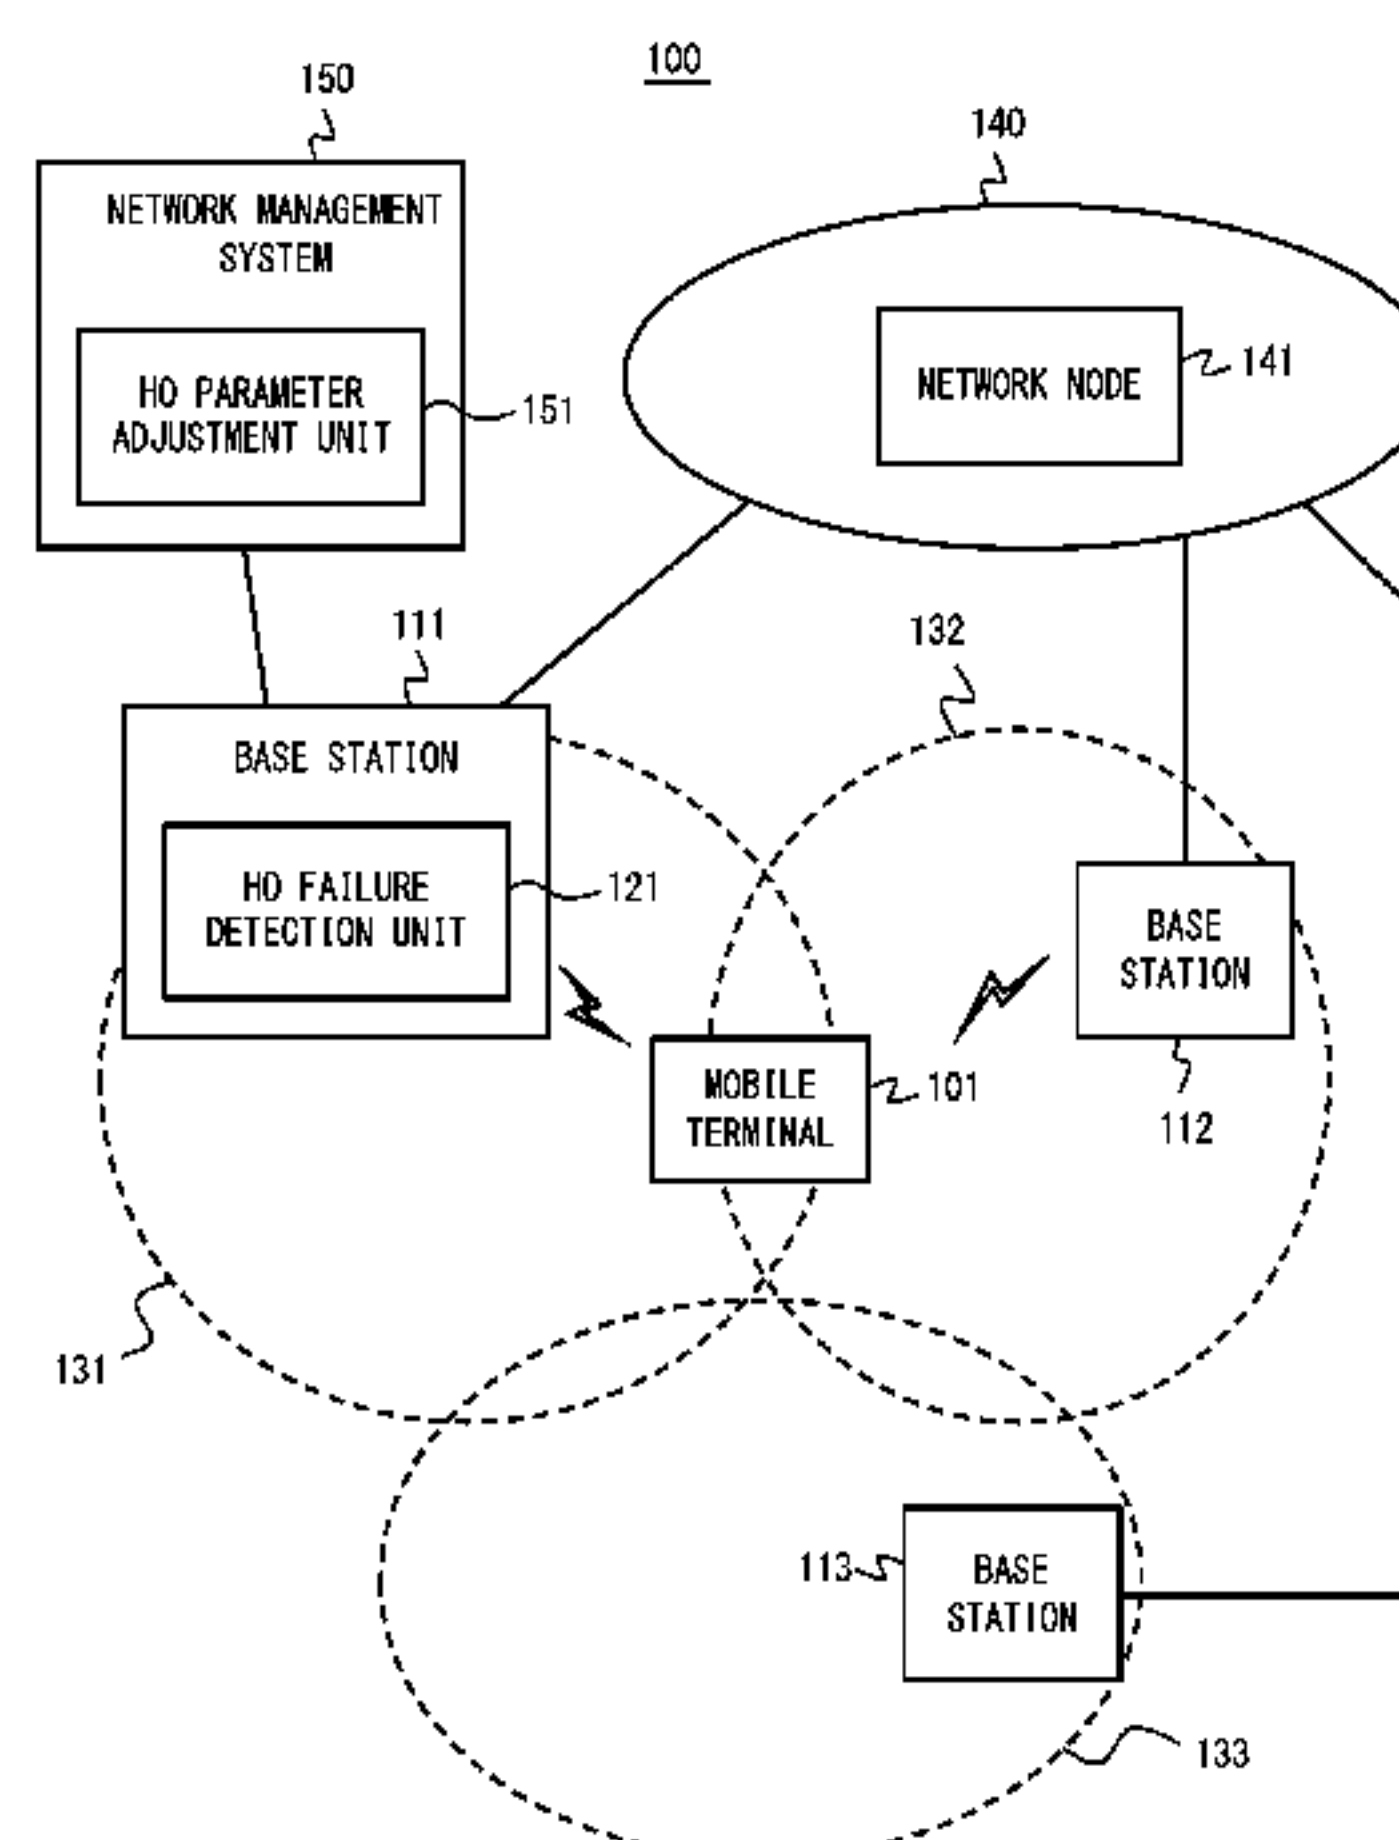 100
150
140
NETWORK MANAGEMENT
SYSTEM
HO PARAMETER
ADJUSTMENT UNIT
151
NETWORK NODE
141
111
132
BASE STATION
HO FAILURE
DETECTION UNIT
121
BASE
STATION
112
MOBILE
TERMINAL
101
131
113
BASE
STATION
133